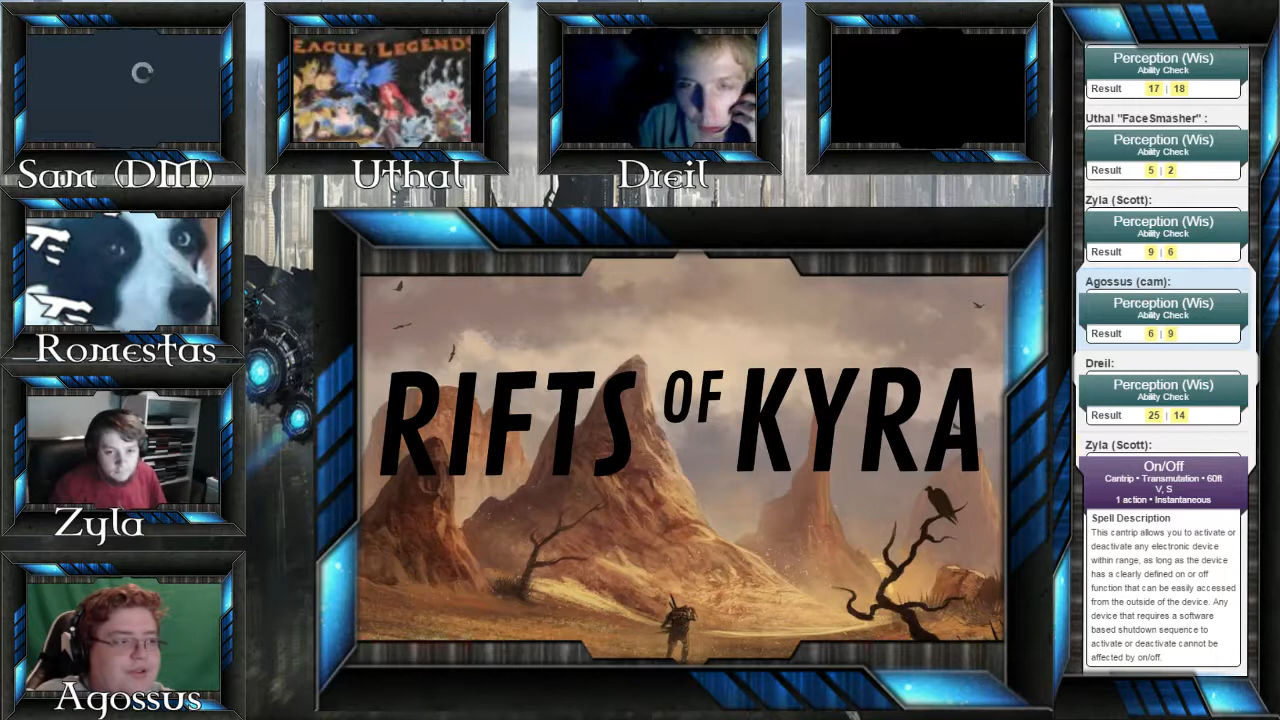 EAGUE LEGENDS
Sam (DM)
Uthal
Dreil
Romestas
Zyla
Agossus
RIFTS OF KYRA
Perception (Wis)
Ability Check
Result 17 | 18
Uthal "FaceSmasher" :
Perception (Wis)
Ability Check
Result 5 | 2
Zyla (Scott):
Perception (Wis)
Ability Check
Result 9 | 6
Agossus (cam):
Perception (Wis)
Ability Check
Result 6 | 9
Dreil:
Perception (Wis)
Ability Check
Result 25 | 14
Zyla (Scott):
On/Off
Cantrip • Transmutation • 60ft
V, S
1 action • Instantaneous
Spell Description
This cantrip allows you to activate or
deactivate any electronic device
within range, as long as the device
has a clearly defined on or off
function that can be easily accessed
from the outside of the device. Any
device that requires a software
based shutdown sequence to
activate or deactivate cannot be
affected by on/off.